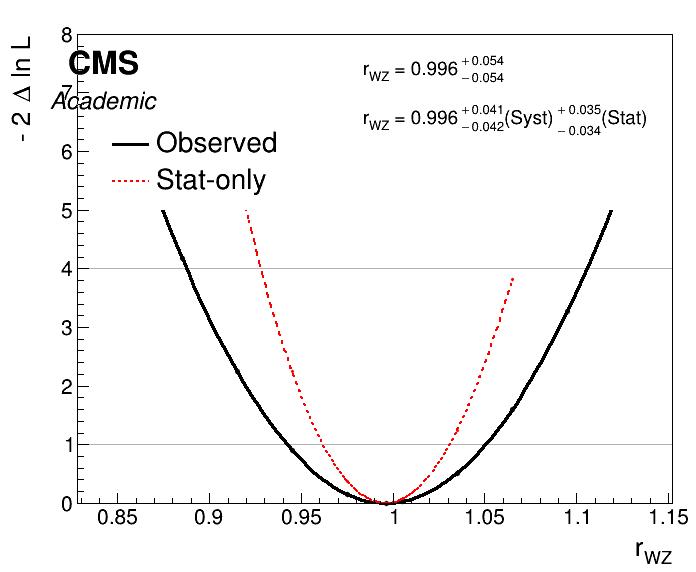 - 2 Δ ln L
8
7
6
5
4
3
2
1
0
CMS
Academic
r_WZ = 0.996 +0.054 −0.054
r_WZ = 0.996 +0.041 −0.042 (Syst) +0.035 −0.034 (Stat)
Observed
Stat-only
0.85 0.9 0.95 1 1.05 1.1 1.15
r_WZ